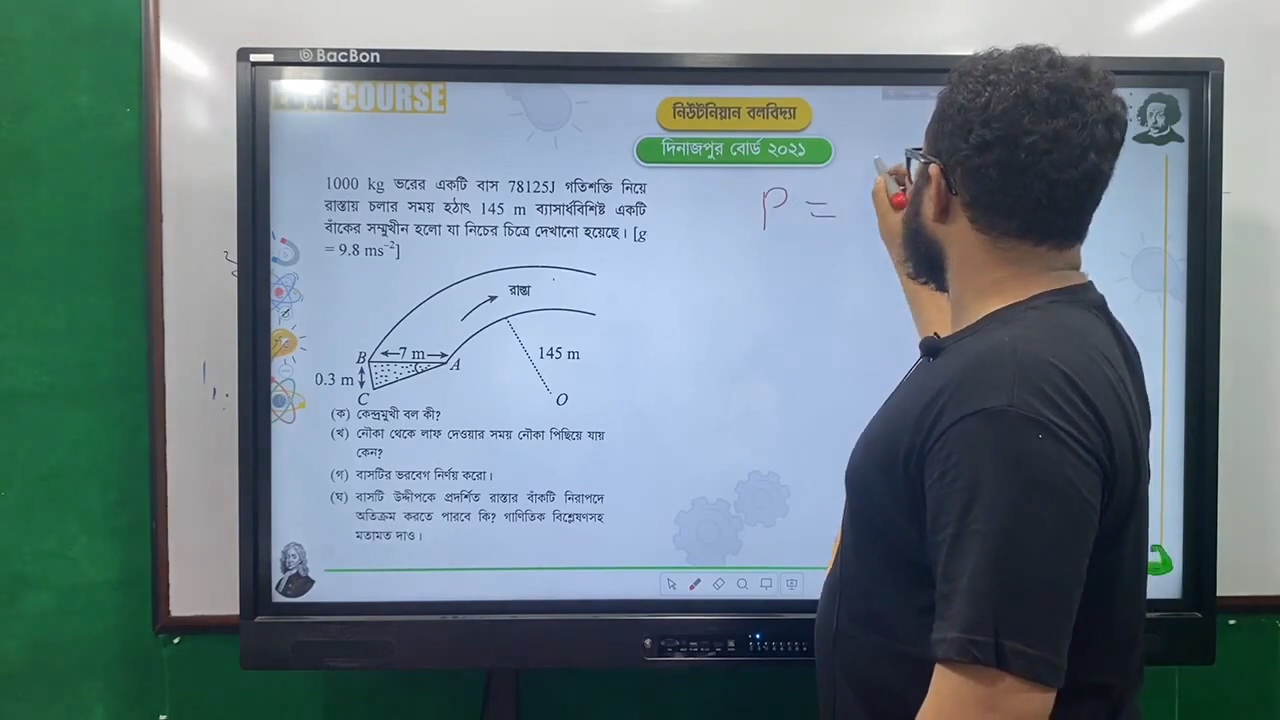 BacBon
COURSE
নিউটনিয়ান বলবিদ্যা
দিনাজপুর বোর্ড ২০২১
1000 kg ভরের একটি বাস 78125J গতিশক্তি নিয়ে
রাস্তায় চলার সময় হঠাৎ 145 m ব্যাসার্ধবিশিষ্ট একটি
বাঁকের সম্মুখীন হলো যা নিচের চিত্রে দেখানো হয়েছে। [g
= 9.8 ms⁻²]
P =
রাস্তা
B
7 m
A
145 m
0.3 m
C
O
(ক) কেন্দ্রমুখী বল কী?
(খ) নৌকা থেকে লাফ দেওয়ার সময় নৌকা পিছিয়ে যায়
কেন?
(গ) বাসটির ভরবেগ নির্ণয় করো।
(ঘ) বাসটি উদ্দীপকে প্রদর্শিত রাস্তার বাঁকটি নিরাপদে
অতিক্রম করতে পারবে কি? গাণিতিক বিশ্লেষণসহ
মতামত দাও।